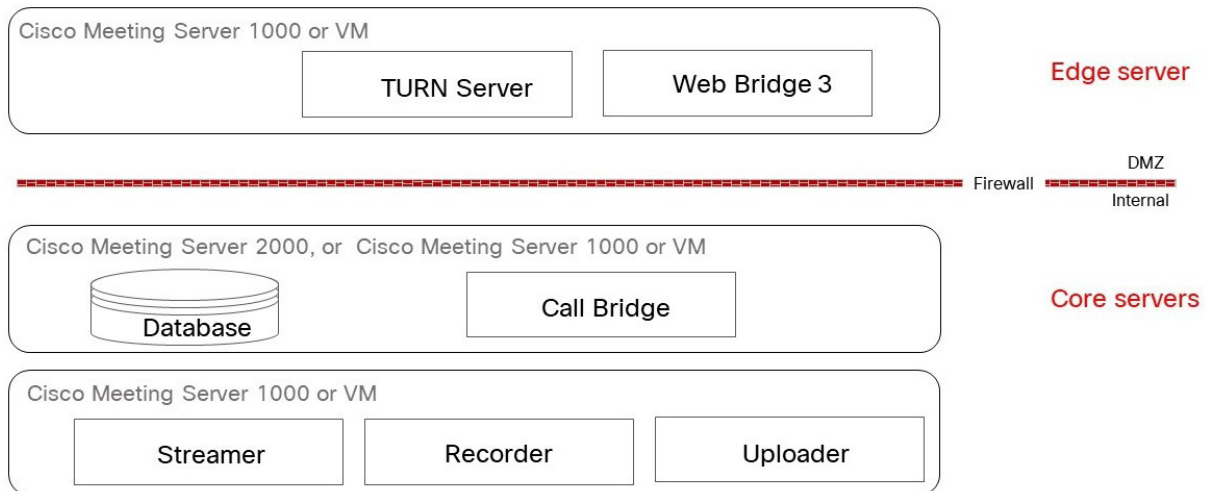 Cisco Meeting Server 1000 or VM
TURN Server
Web Bridge 3
Edge server
DMZ
Firewall
Internal
Cisco Meeting Server 2000, or Cisco Meeting Server 1000 or VM
Database
Call Bridge
Core servers
Cisco Meeting Server 1000 or VM
Streamer
Recorder
Uploader